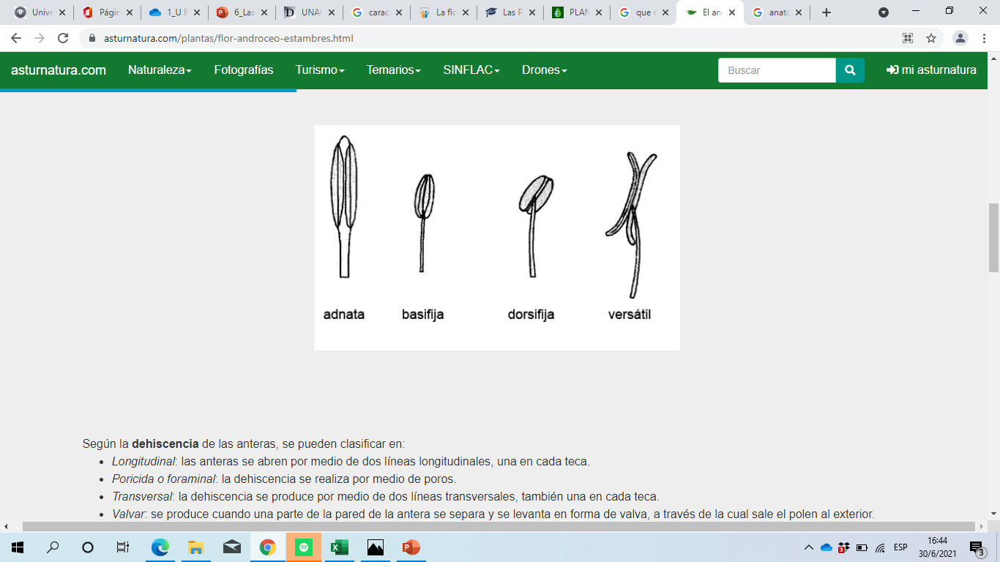 Unive
Págin
1_U F
6_Las
UNAC
carac
La flo
Las P
PLAN
que e
El an
anato
asturnatura.com/plantas/flor-androceo-estambres.html
asturnatura.com Naturaleza Fotografías Turismo Temarios SINFLAC Drones Buscar mi asturnatura
adnata basifija dorsifija versátil
Según la dehiscencia de las anteras, se pueden clasificar en:
Longitudinal: las anteras se abren por medio de dos líneas longitudinales, una en cada teca.
Poricida o foraminal: la dehiscencia se realiza por medio de poros.
Transversal: la dehiscencia se produce por medio de dos líneas transversales, también una en cada teca.
Valvar: se produce cuando una parte de la pared de la antera se separa y se levanta en forma de valva, a través de la cual sale el polen al exterior.
ESP
16:44
30/6/2021
3